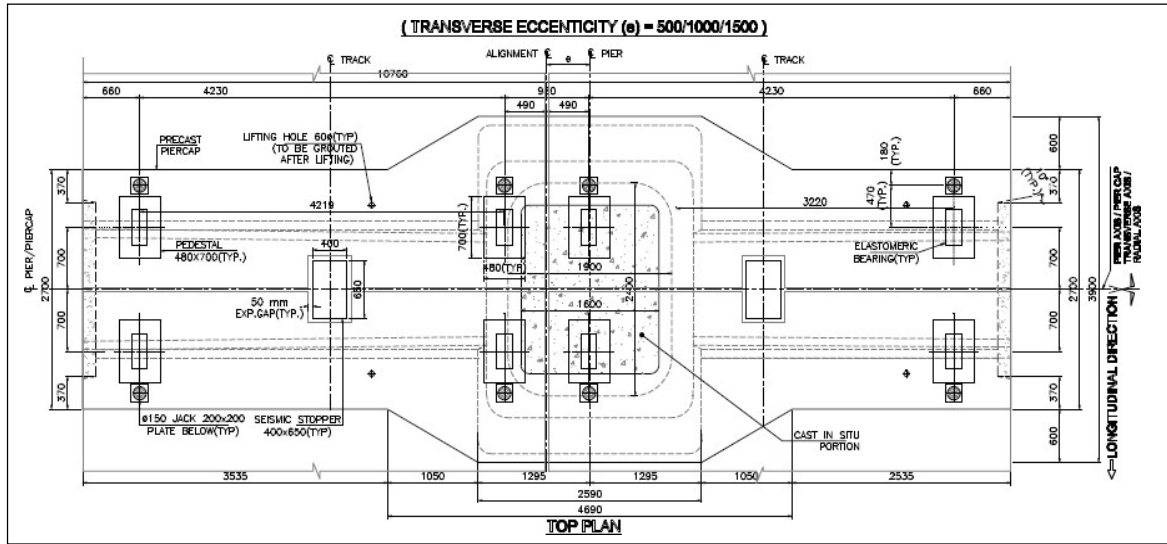 ( TRANSVERSE ECCENTICITY (e) = 500/1000/1500 )
ALIGNMENT ℄
℄ PIER
e
℄ TRACK
℄ TRACK
10760
660
4230
980
4230
660
490
490
PRECAST
PIERCAP
LIFTING HOLE 60ø(TYP)
(TO BE GROUTED
AFTER LIFTING)
180
(TYP.)
470
(TYP.)
600
370
370
(TYP.)
4219
3220
700(TYP.)
PEDESTAL
480X700(TYP.)
400
480(TYP)
1900
2400
ELASTOMERIC
BEARING(TYP)
℄ PIER/PIERCAP
2700
700
700
650
1600
50 mm
EXP.GAP(TYP.)
700
700
2700
3900
PIER AXIS / PIER CAP
TRANSVERSE AXIS /
RADIAL AXIS
LONGITUDINAL DIRECTION
370
370
600
ø150 JACK 200x200
PLATE BELOW(TYP)
SEISMIC STOPPER
400x650(TYP)
CAST IN SITU
PORTION
3535
1050
1295
1295
1050
2535
2590
4690
TOP PLAN